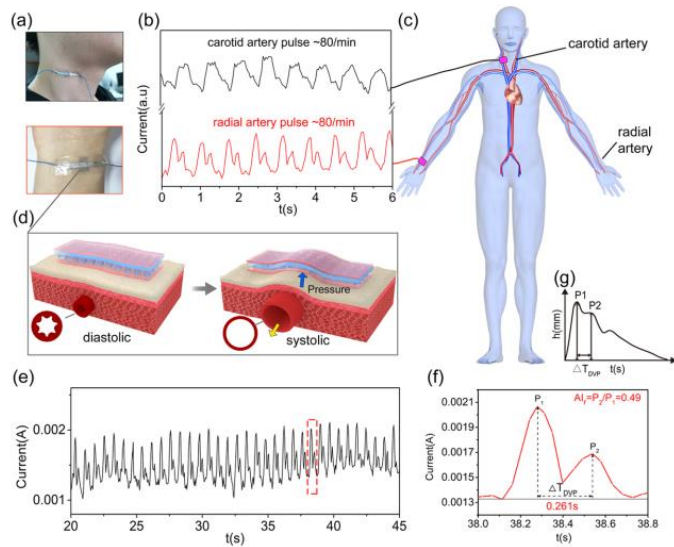 (a)
(b)
carotid artery pulse ~80/min
radial artery pulse ~80/min
Current(a.u)
0 1 2 3 4 5 6
t(s)
(c)
carotid artery
radial
artery
(d)
diastolic
Pressure
systolic
(g)
P1
P2
h(mm)
△T_DVP
t(s)
(e)
Current(A)
0.002
0.001
20 25 30 35 40 45
t(s)
(f)
AI_r=P_2/P_1=0.49
Current(A)
0.0021
0.0019
0.0017
0.0015
0.0013
P_1
P_2
△T_DVP
0.261s
38.0 38.2 38.4 38.6 38.8
t(s)